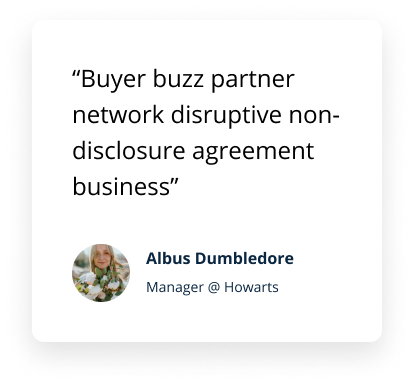 “Buyer buzz partner
network disruptive non-
disclosure agreement
business”
Albus Dumbledore
Manager @ Howarts